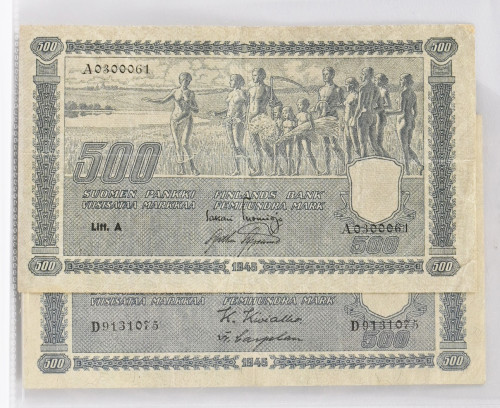 500 500
A0300061
500
SUOMEN PANKKI FINLANDS BANK
VIISISATAA MARKKAA FEMHUNDRA MARK
Litt. A A0300061
500
500 1945 500
VIISISATAA MARKKAA FEMHUNDRA MARK
D9131075 D9131075
500
500 1945 500